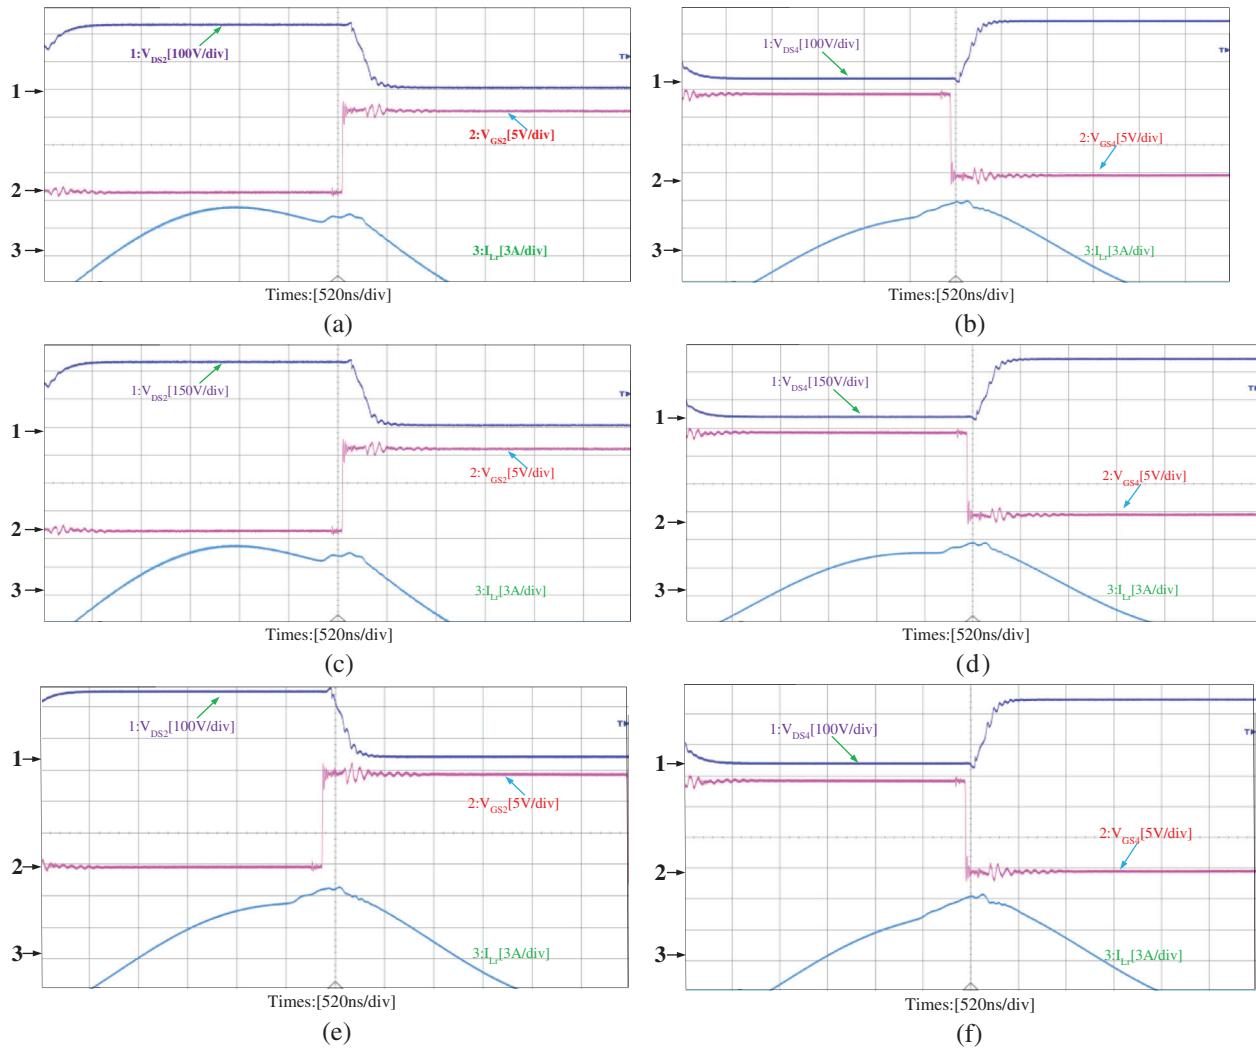 1:V_DS2[100V/div]
T
1
2:V_GS2[5V/div]
2
3
3:I_Lr[3A/div]
Times:[520ns/div]
(a)
1:V_DS4[100V/div]
T
1
2:V_GS4[5V/div]
2
3
3:I_Lr[3A/div]
Times:[520ns/div]
(b)
1:V_DS2[150V/div]
T
1
2:V_GS2[5V/div]
2
3
3:I_Lr[3A/div]
Times:[520ns/div]
(c)
1:V_DS4[150V/div]
T
1
2:V_GS4[5V/div]
2
3
3:I_Lr[3A/div]
Times:[520ns/div]
(d)
1:V_DS2[100V/div]
T
1
2:V_GS2[5V/div]
2
3
3:I_Lr[3A/div]
Times:[520ns/div]
(e)
1:V_DS4[100V/div]
T
1
2:V_GS4[5V/div]
2
3
3:I_Lr[3A/div]
Times:[520ns/div]
(f)